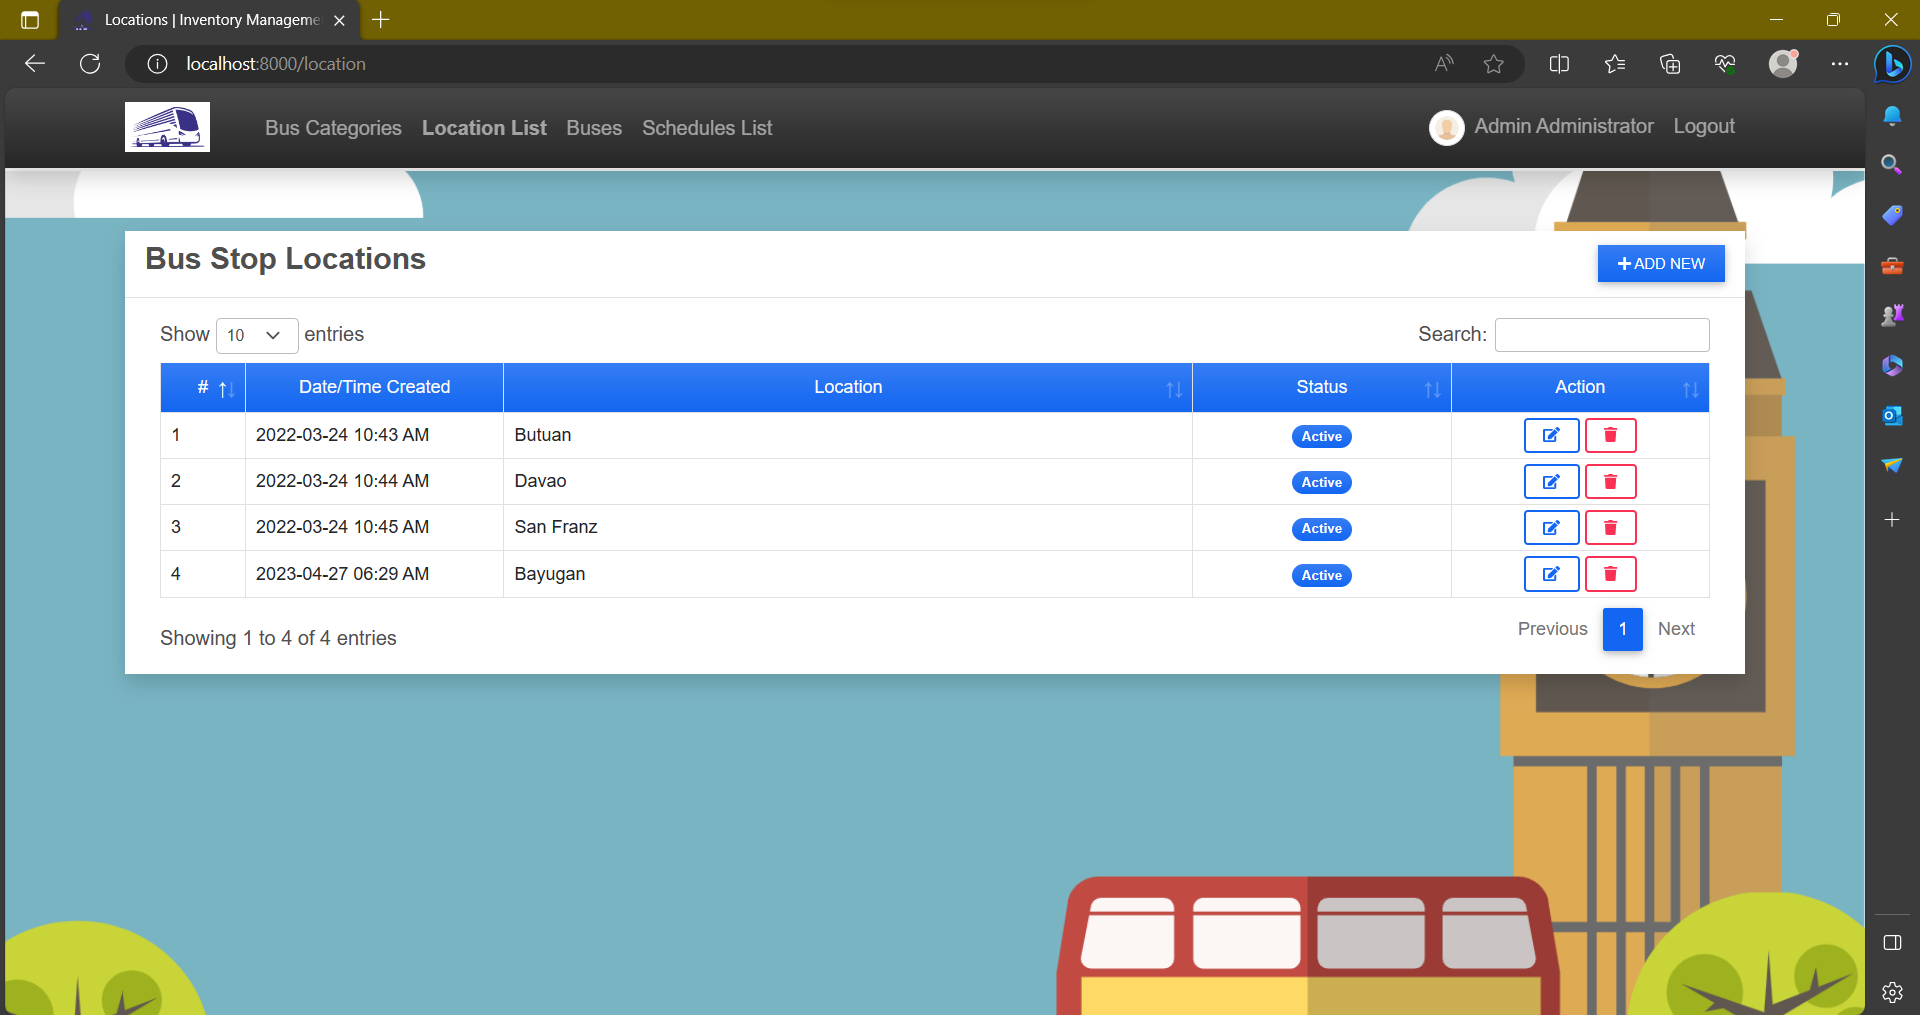 Locations | Inventory Manageme
localhost:8000/location
Bus Categories Location List Buses Schedules List Admin Administrator Logout
Bus Stop Locations
ADD NEW
Show 10 entries Search:
# Date/Time Created Location Status Action
1 2022-03-24 10:43 AM Butuan Active
2 2022-03-24 10:44 AM Davao Active
3 2022-03-24 10:45 AM San Franz Active
4 2023-04-27 06:29 AM Bayugan Active
Showing 1 to 4 of 4 entries Previous 1 Next